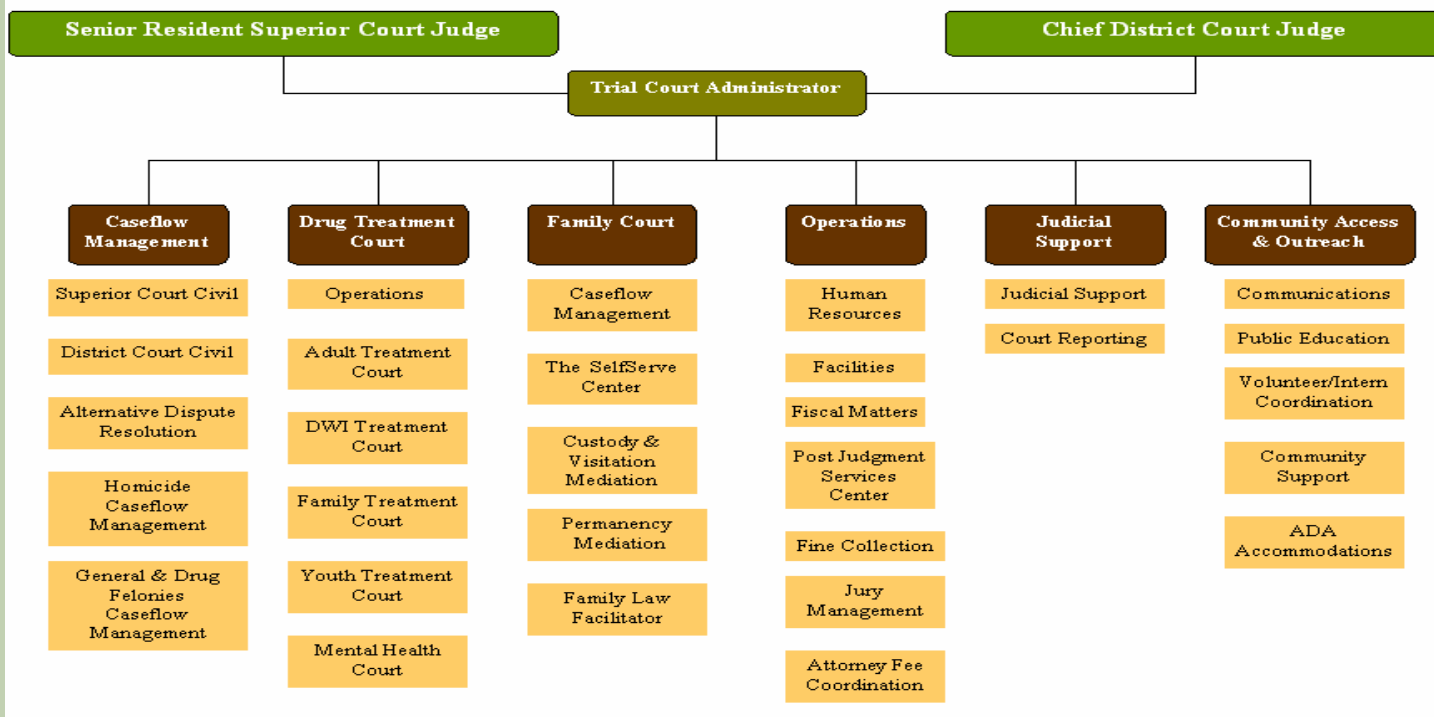 Senior Resident Superior Court Judge
Chief District Court Judge
Trial Court Administrator
Caseflow
Management
Superior Court Civil
District Court Civil
Alternative Dispute
Resolution
Homicide
Caseflow
Management
General & Drug
Felonies
Caseflow
Management
Drug Treatment
Court
Operations
Adult Treatment
Court
DWI Treatment
Court
Family Treatment
Court
Youth Treatment
Court
Mental Health
Court
Family Court
Caseflow
Management
The SelfServe
Center
Custody &
Visitation
Mediation
Permanency
Mediation
Family Law
Facilitator
Operations
Human
Resources
Facilities
Fiscal Matters
Post Judgment
Services
Center
Fine Collection
Jury
Management
Attorney Fee
Coordination
Judicial
Support
Judicial Support
Court Reporting
Community Access
& Outreach
Communications
Public Education
Volunteer/Intern
Coordination
Community
Support
ADA
Accommodations